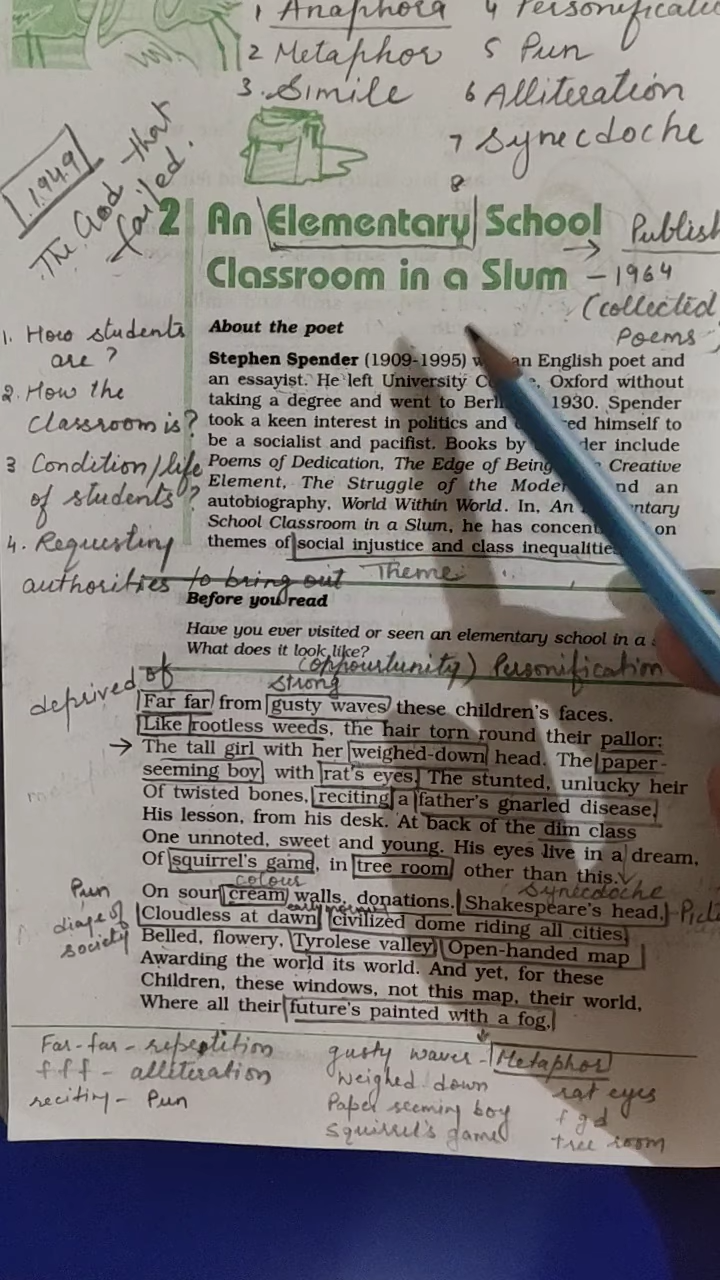 1 Anaphora
2 Metaphor
3. Simile
4 Personificatio
5 Pun
6 Alliteration
7 Synecdoche
8
1949
The God that
failed.
2 An Elementary School
Classroom in a Slum
Publish
- 1964
(collected
Poems)
1. How students
are ?
2. How the
Classroom is?
3 Condition/life
of students?
4. Requesting
authorities to bring out
About the poet
Stephen Spender (1909-1995) w an English poet and
an essayist. He left University C e, Oxford without
taking a degree and went to Berl 1930. Spender
took a keen interest in politics and red himself to
be a socialist and pacifist. Books by der include
Poems of Dedication, The Edge of Being, Creative
Element, The Struggle of the Moder nd an
autobiography, World Within World. In, An ntary
School Classroom in a Slum, he has concent on
themes of social injustice and class inequalitie
Theme
Before you read
Have you ever visited or seen an elementary school in a
What does it look like?
(oppourtunity) Personification
deprived of
strong
Far far from gusty waves these children's faces.
Like rootless weeds, the hair torn round their pallor:
The tall girl with her weighed-down head. The paper-
seeming boy, with rat's eyes. The stunted, unlucky heir
Of twisted bones, reciting a father's gnarled disease,
His lesson, from his desk. At back of the dim class
One unnoted, sweet and young. His eyes live in a dream,
Of squirrel's game, in tree room, other than this.
colour
Synecdoche
Pun
On sour cream walls, donations. Shakespeare's head,
early morning
Cloudless at dawn, civilized dome riding all cities.
society
Belled, flowery, Tyrolese valley. Open-handed map
Awarding the world its world. And yet, for these
Children, these windows, not this map, their world,
Where all their future's painted with a fog,
Far-far - repetition
f f f - alliteration
reciting - Pun
gusty waves - Metaphor
weighed down
Paper seeming boy
Squirrel's game
rat eyes
f g d
tree room